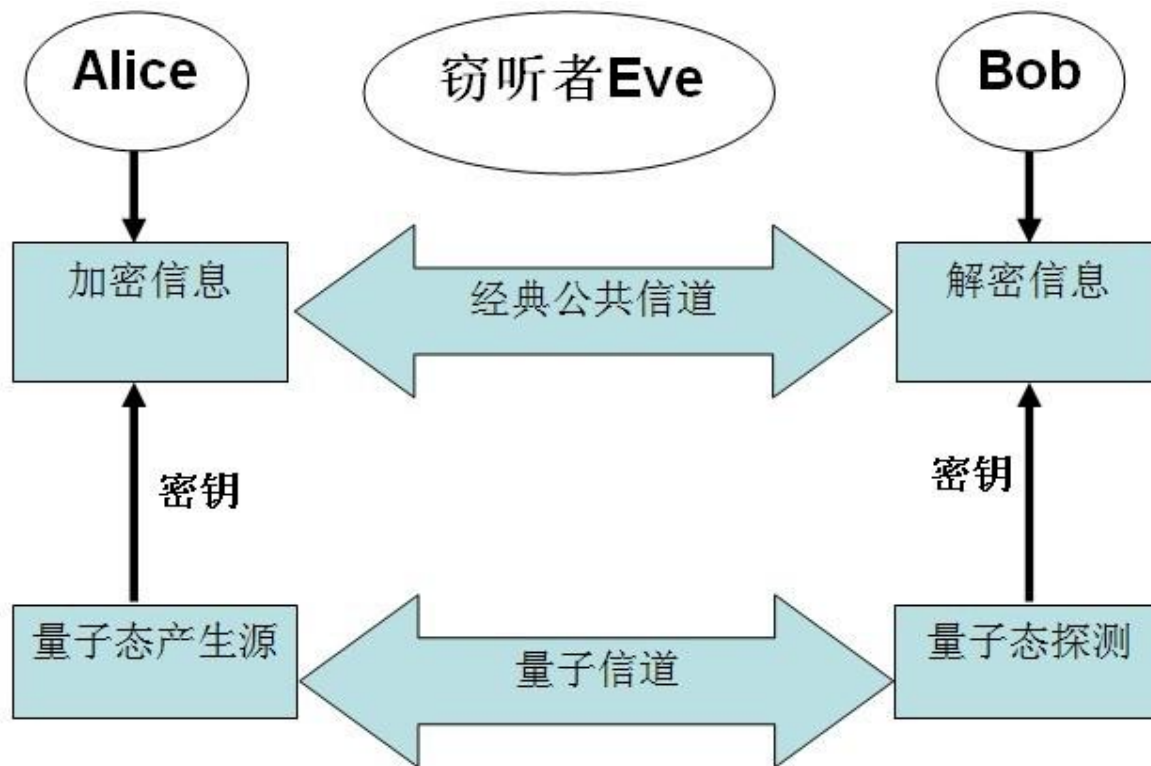 Alice
窃听者Eve
Bob
加密信息
经典公共信道
解密信息
密钥
密钥
量子态产生源
量子信道
量子态探测